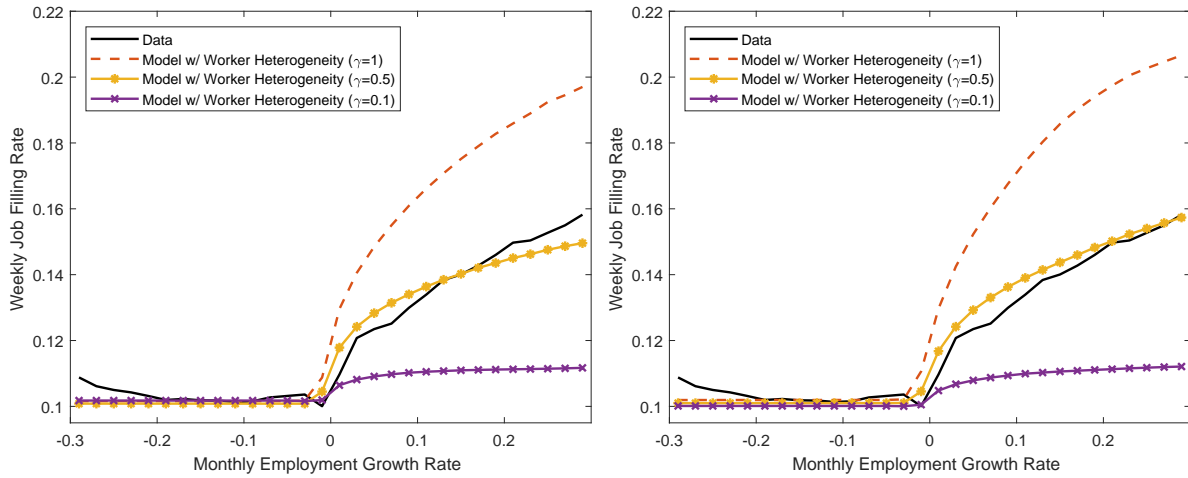 0.22
0.2
0.18
0.16
0.14
0.12
0.1
-0.3
-0.2
-0.1
0
0.1
0.2
Weekly Job Filling Rate
Monthly Employment Growth Rate
Data
Model w/ Worker Heterogeneity (γ=1)
Model w/ Worker Heterogeneity (γ=0.5)
Model w/ Worker Heterogeneity (γ=0.1)
0.22
0.2
0.18
0.16
0.14
0.12
0.1
-0.3
-0.2
-0.1
0
0.1
0.2
Weekly Job Filling Rate
Monthly Employment Growth Rate
Data
Model w/ Worker Heterogeneity (γ=1)
Model w/ Worker Heterogeneity (γ=0.5)
Model w/ Worker Heterogeneity (γ=0.1)